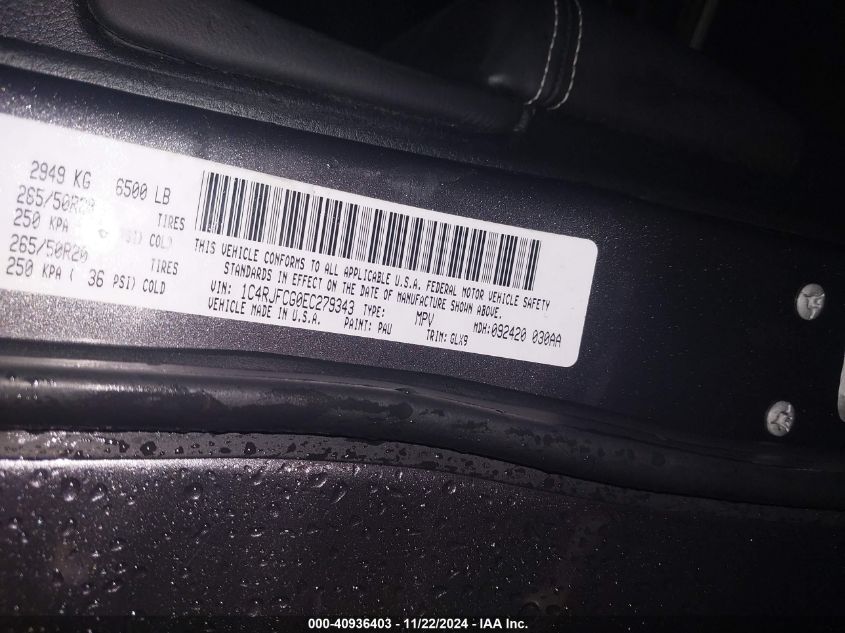 2949 KG 6500 LB
265/50R20 TIRES
250 KPA PSI) COLD
265/50R20 TIRES
250 KPA ( 36 PSI) COLD
THIS VEHICLE CONFORMS TO ALL APPLICABLE U.S.A. FEDERAL MOTOR VEHICLE SAFETY
STANDARDS IN EFFECT ON THE DATE OF MANUFACTURE SHOWN ABOVE.
VIN: 1C4RJFCG0EC279343 TYPE: MPV MDH: 092420 030AA
VEHICLE MADE IN U.S.A. PAINT: PAU TRIM: GLX9
000-40936403 - 11/22/2024 - IAA Inc.